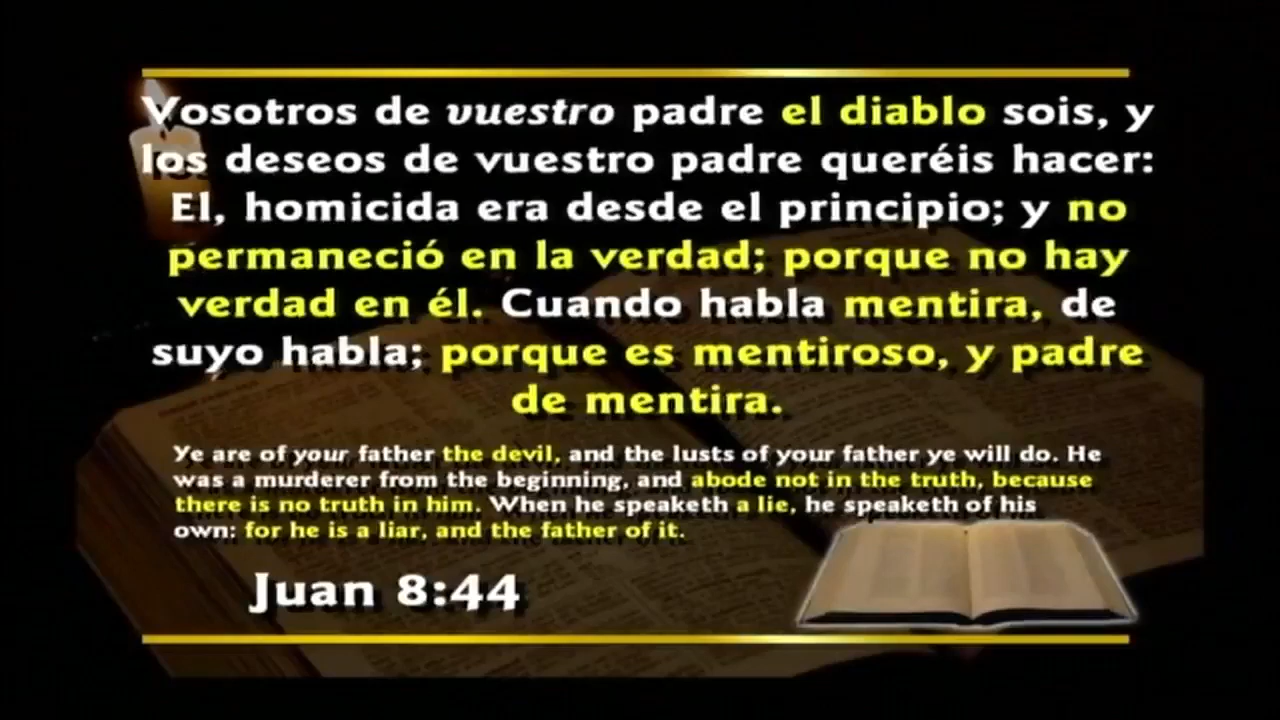 Vosotros de vuestro padre el diablo sois, y
los deseos de vuestro padre queréis hacer:
El, homicida era desde el principio; y no
permaneció en la verdad; porque no hay
verdad en él. Cuando habla mentira, de
suyo habla; porque es mentiroso, y padre
de mentira.
Ye are of your father the devil, and the lusts of your father ye will do. He
was a murderer from the beginning, and abode not in the truth, because
there is no truth in him. When he speaketh a lie, he speaketh of his
own: for he is a liar, and the father of it.
Juan 8:44